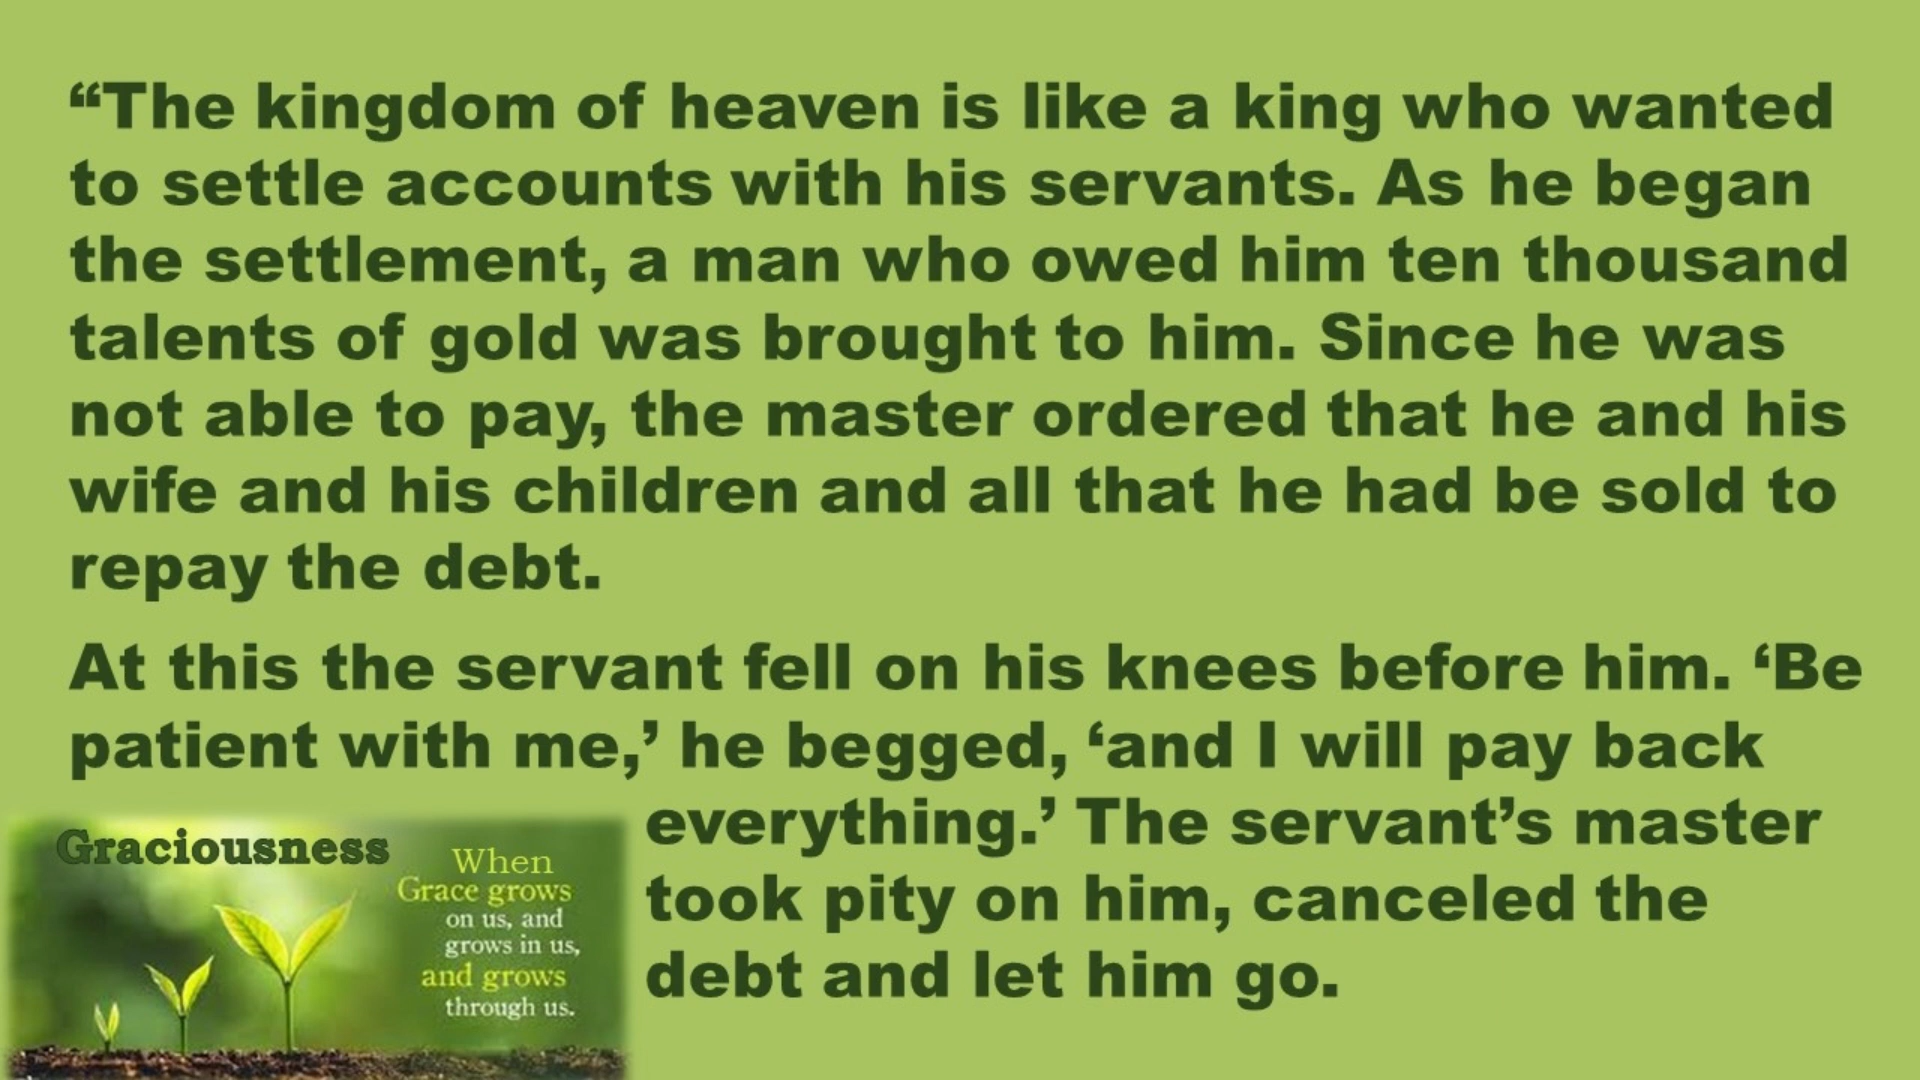 “The kingdom of heaven is like a king who wanted
to settle accounts with his servants. As he began
the settlement, a man who owed him ten thousand
talents of gold was brought to him. Since he was
not able to pay, the master ordered that he and his
wife and his children and all that he had be sold to
repay the debt.
At this the servant fell on his knees before him. ‘Be
patient with me,’ he begged, ‘and I will pay back
everything.’ The servant’s master
took pity on him, canceled the
debt and let him go.
Graciousness
When
Grace grows
on us, and
grows in us,
and grows
through us.